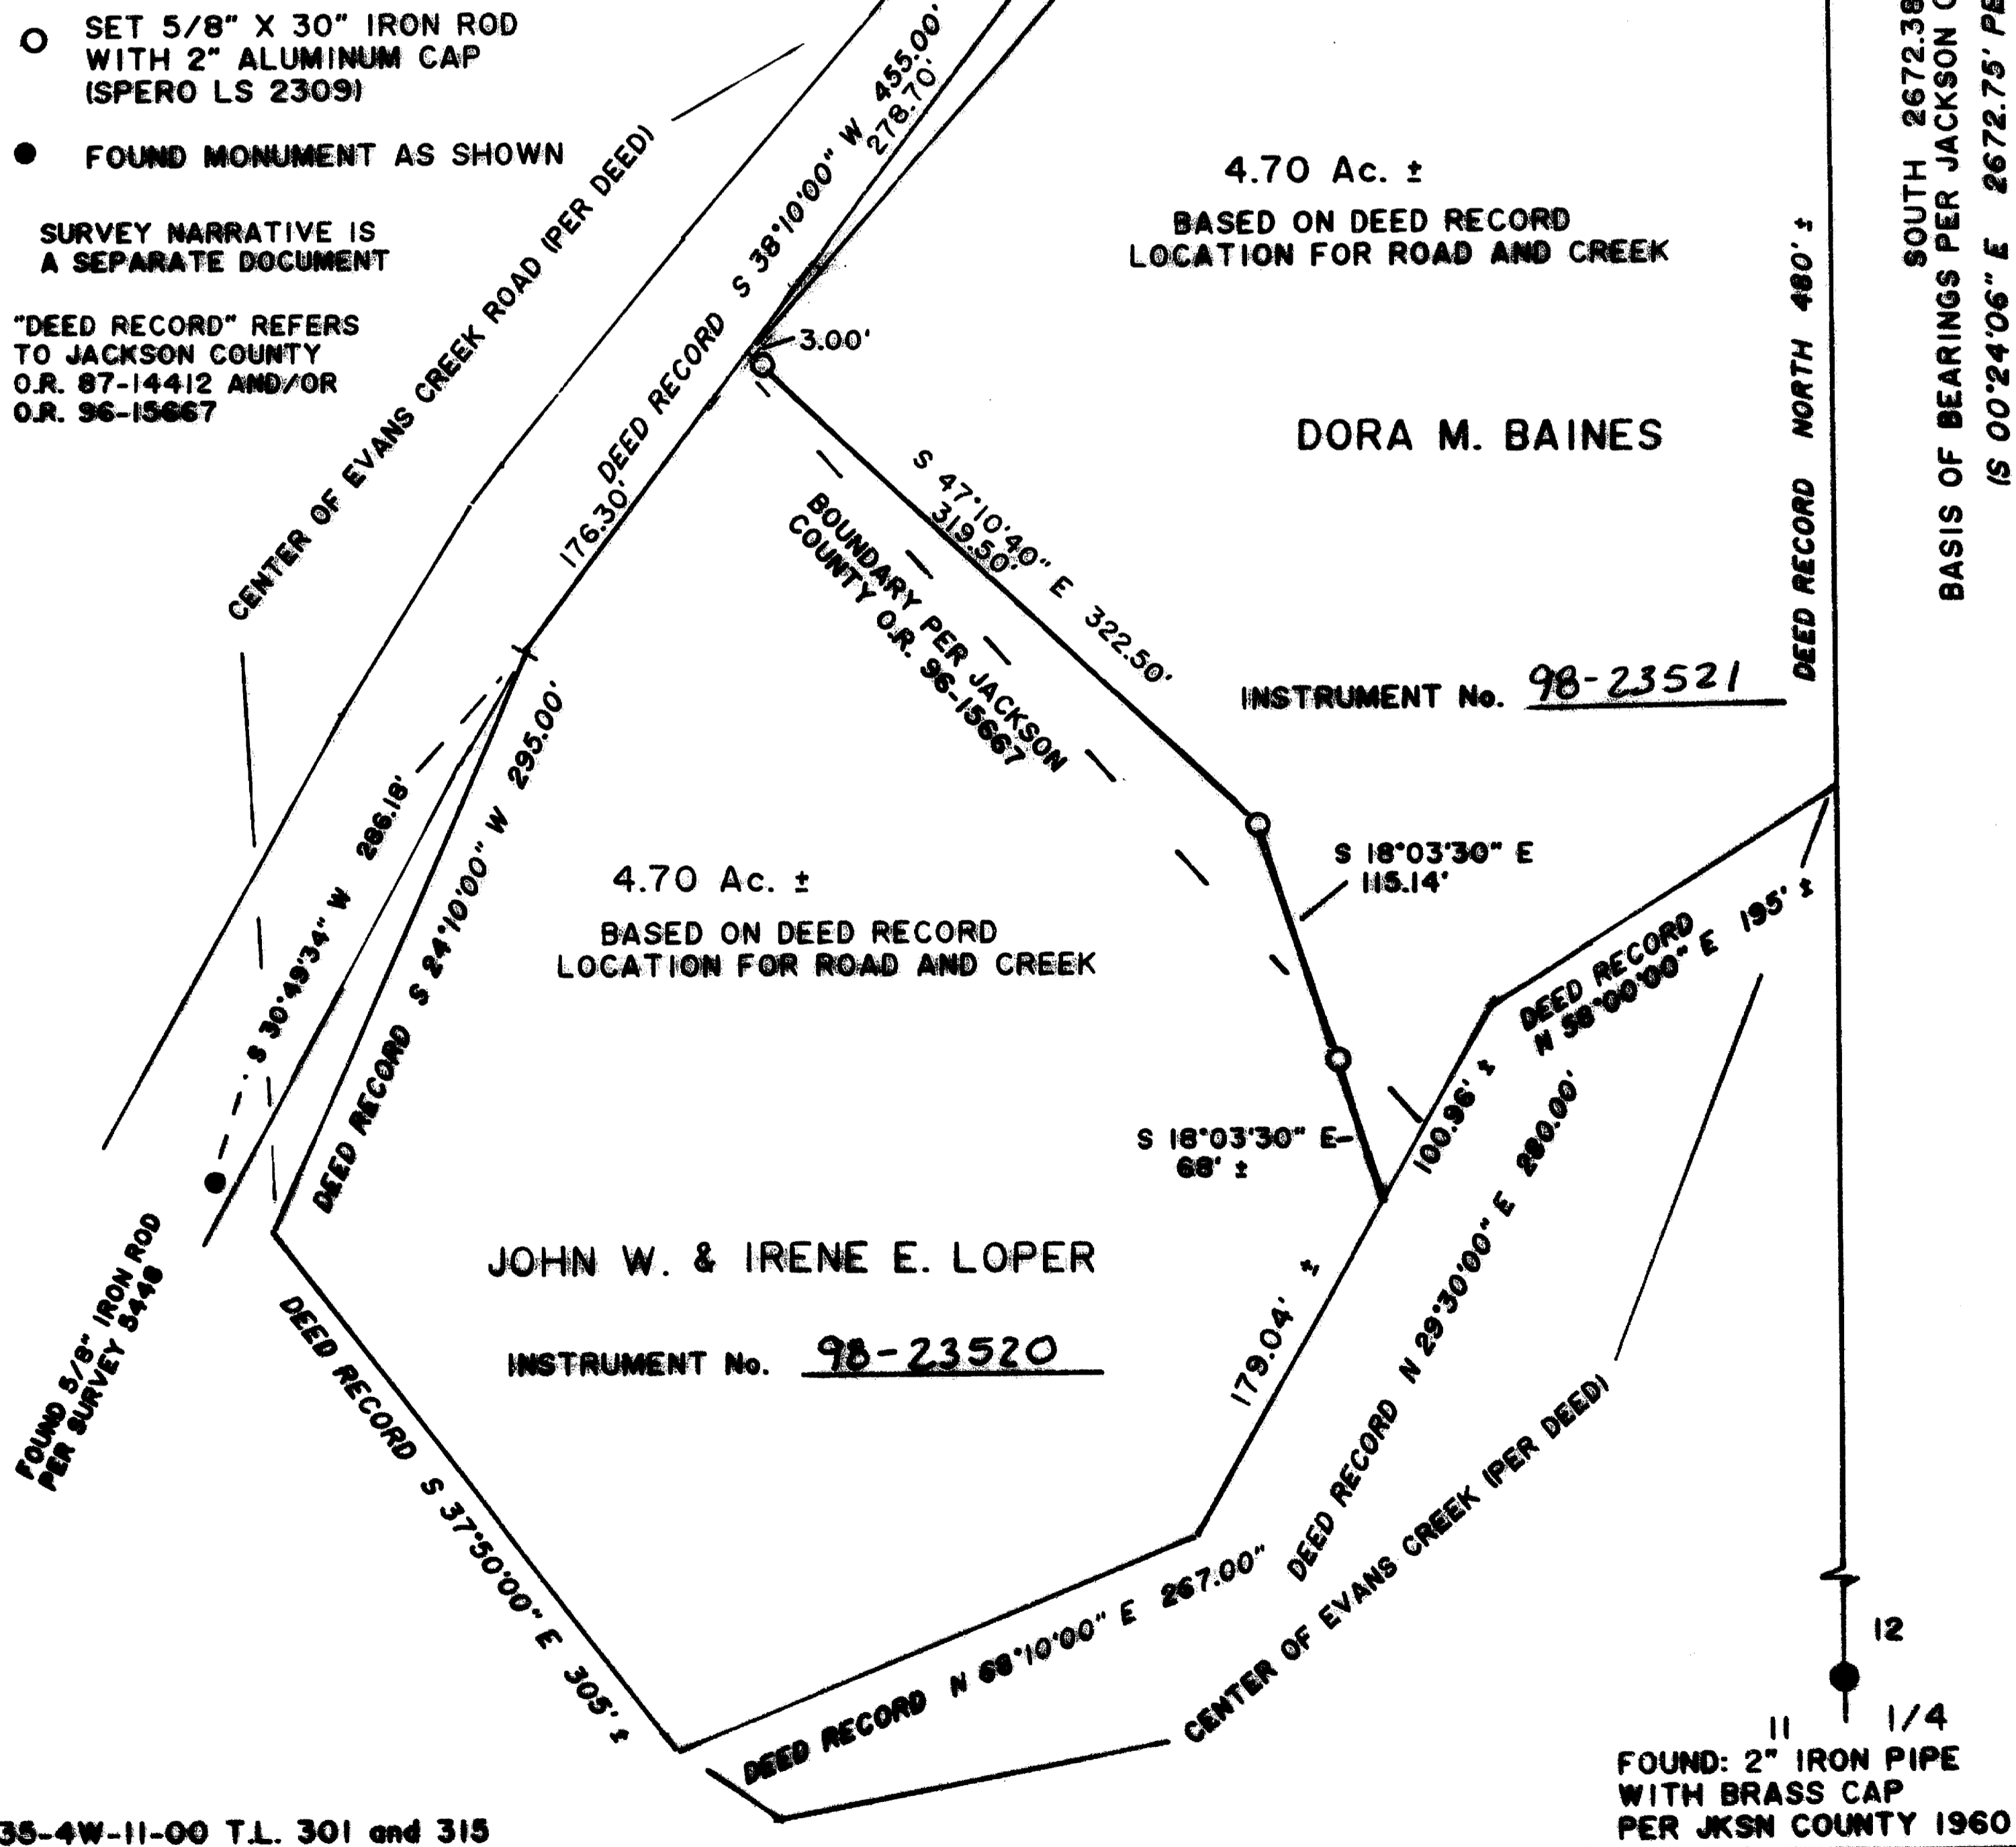 SET 5/8" X 30" IRON ROD
WITH 2" ALUMINUM CAP
(SPERO LS 2309)
FOUND MONUMENT AS SHOWN
SURVEY NARRATIVE IS
A SEPARATE DOCUMENT
"DEED RECORD" REFERS
TO JACKSON COUNTY
O.R. 87-14412 AND/OR
O.R. 96-15667
CENTER OF EVANS CREEK ROAD (PER DEED)
DEED RECORD S 38°10'00" W 455.00'
278.70'
176.30'
3.00'
4.70 Ac. ±
BASED ON DEED RECORD
LOCATION FOR ROAD AND CREEK
DORA M. BAINES
INSTRUMENT No. 98-23521
DEED RECORD NORTH 480' ±
SOUTH 2672.38
BASIS OF BEARINGS PER JACKSON
(S 00°24'06" E 2672.75'
S 47°10'40" E 322.50'
319.50'
BOUNDARY PER JACKSON
COUNTY O.R. 96-15667
S 30°49'34" W 286.18'
DEED RECORD S 24°10'00" W 295.00'
4.70 Ac. ±
BASED ON DEED RECORD
LOCATION FOR ROAD AND CREEK
S 18°03'30" E
115.14'
DEED RECORD
N 58°00'00" E 195' ±
S 18°03'30" E
68' ±
100.96' ±
179.04' ±
DEED RECORD N 29°30'00" E 280.00'
JOHN W. & IRENE E. LOPER
INSTRUMENT No. 98-23520
FOUND 5/8" IRON ROD
PER SURVEY 5448
DEED RECORD S 37°50'00" E 305' ±
DEED RECORD N 68°10'00" E 267.00"
CENTER OF EVANS CREEK (PER DEED)
12
11 1/4
FOUND: 2" IRON PIPE
WITH BRASS CAP
PER JKSN COUNTY 1960
35-4W-11-00 T.L. 301 and 315